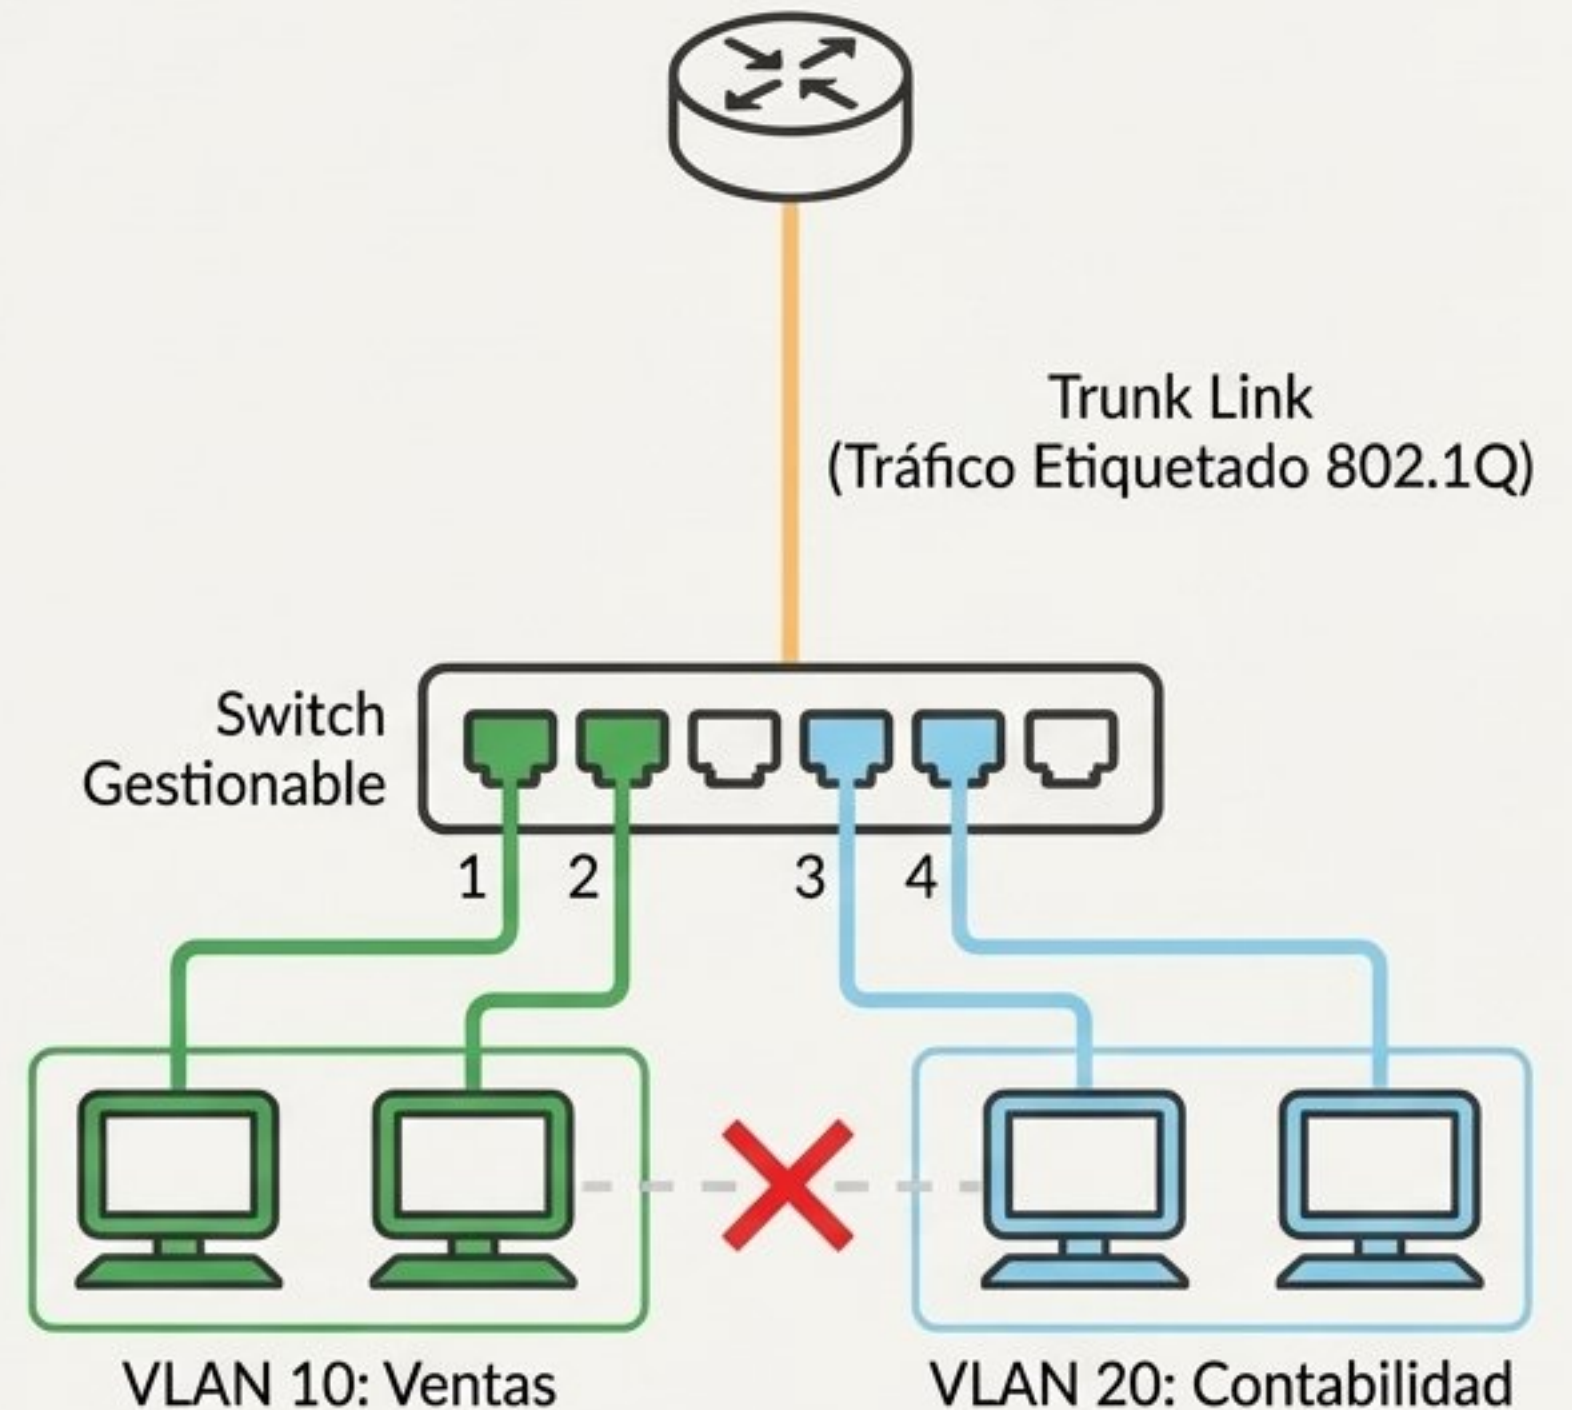 Trunk Link
(Tráfico Etiquetado 802.1Q)
Switch
Gestionable
1 2 3 4
VLAN 10: Ventas
VLAN 20: Contabilidad